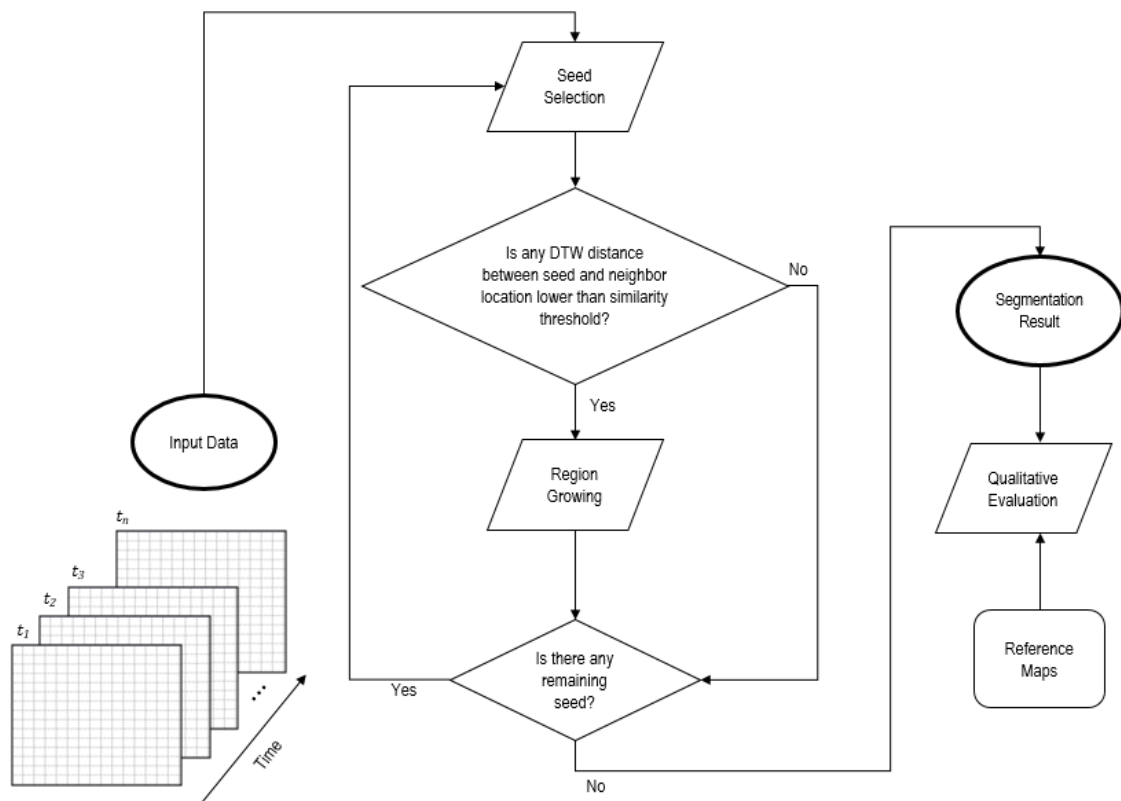 Seed
Selection
Is any DTW distance
between seed and neighbor
location lower than similarity
threshold?
No
Yes
Input Data
Region
Growing
Is there any
remaining
seed?
Yes
No
Segmentation
Result
Qualitative
Evaluation
Reference
Maps
tn
t3
t2
t1
...
Time